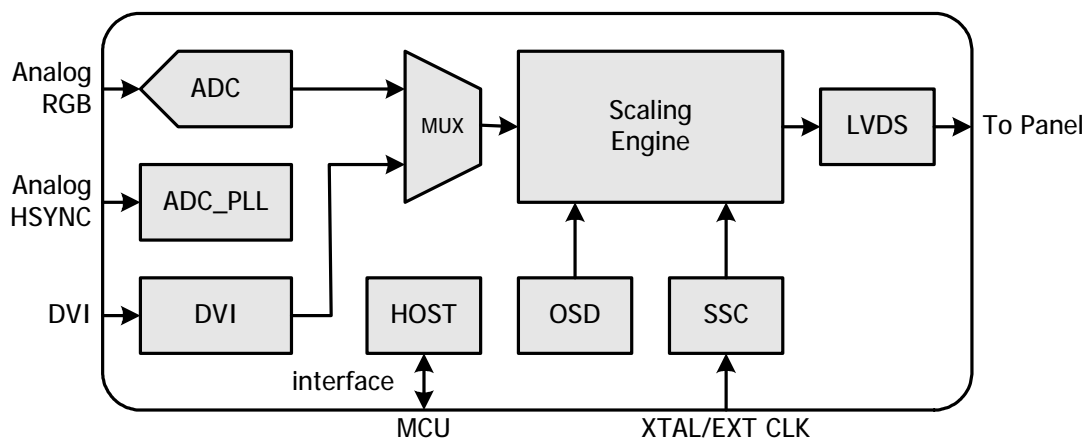 Analog
RGB
ADC
MUX
Scaling
Engine
LVDS
To Panel
Analog
HSYNC
ADC_PLL
DVI
DVI
HOST
OSD
SSC
interface
MCU
XTAL/EXT CLK